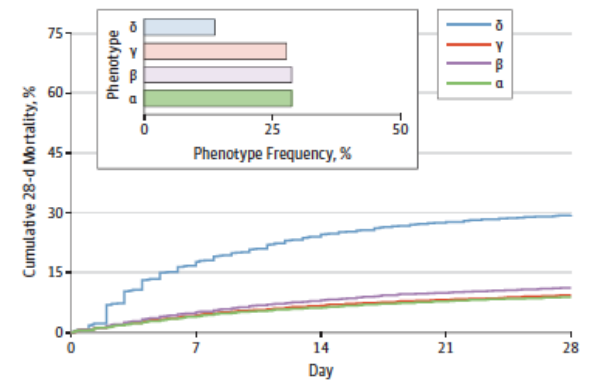 75
60
45
30
15
0
Cumulative 28-d Mortality, %
0 7 14 21 28
Day
Phenotype
δ
γ
β
α
0 25 50
Phenotype Frequency, %
δ
γ
β
α